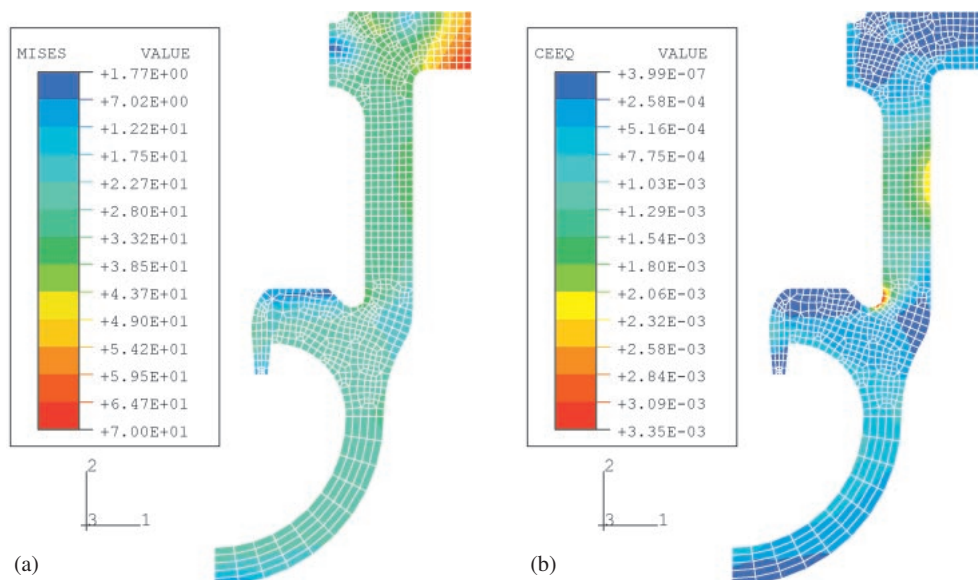 MISES VALUE
+1.77E+00
+7.02E+00
+1.22E+01
+1.75E+01
+2.27E+01
+2.80E+01
+3.32E+01
+3.85E+01
+4.37E+01
+4.90E+01
+5.42E+01
+5.95E+01
+6.47E+01
+7.00E+01
2
3 1
(a)
CEEQ VALUE
+3.99E-07
+2.58E-04
+5.16E-04
+7.75E-04
+1.03E-03
+1.29E-03
+1.54E-03
+1.80E-03
+2.06E-03
+2.32E-03
+2.58E-03
+2.84E-03
+3.09E-03
+3.35E-03
2
3 1
(b)